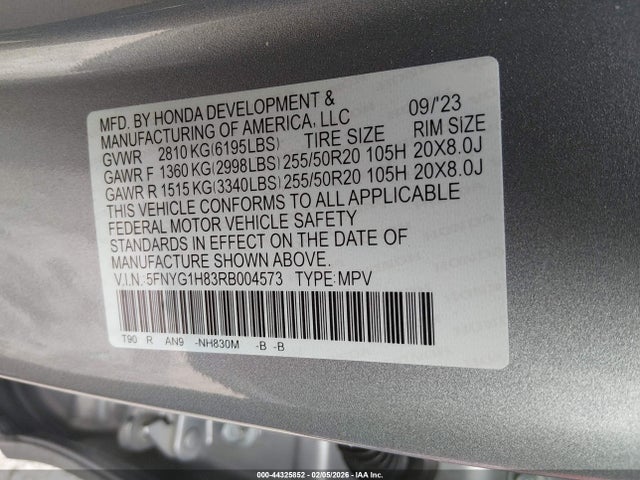 MFD. BY HONDA DEVELOPMENT & 09/'23
MANUFACTURING OF AMERICA, LLC
GVWR 2810 KG(6195LBS) TIRE SIZE RIM SIZE
GAWR F 1360 KG(2998LBS) 255/50R20 105H 20X8.0J
GAWR R 1515 KG(3340LBS) 255/50R20 105H 20X8.0J
THIS VEHICLE CONFORMS TO ALL APPLICABLE
FEDERAL MOTOR VEHICLE SAFETY
STANDARDS IN EFFECT ON THE DATE OF
MANUFACTURE SHOWN ABOVE.
V.I.N.:5FNYG1H83RB004573 TYPE:MPV
T90 R AN9 -NH830M -B -B
000-44325852 | 02/05/2026 - IAA Inc.